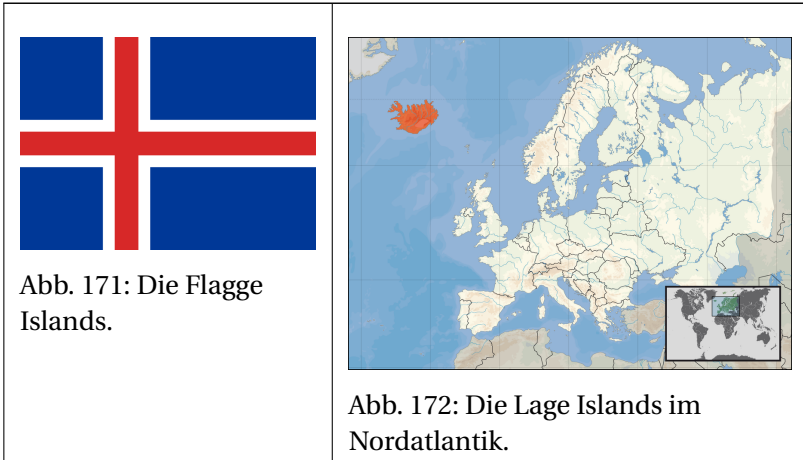 Abb. 171: Die Flagge
Islands.
Abb. 172: Die Lage Islands im
Nordatlantik.